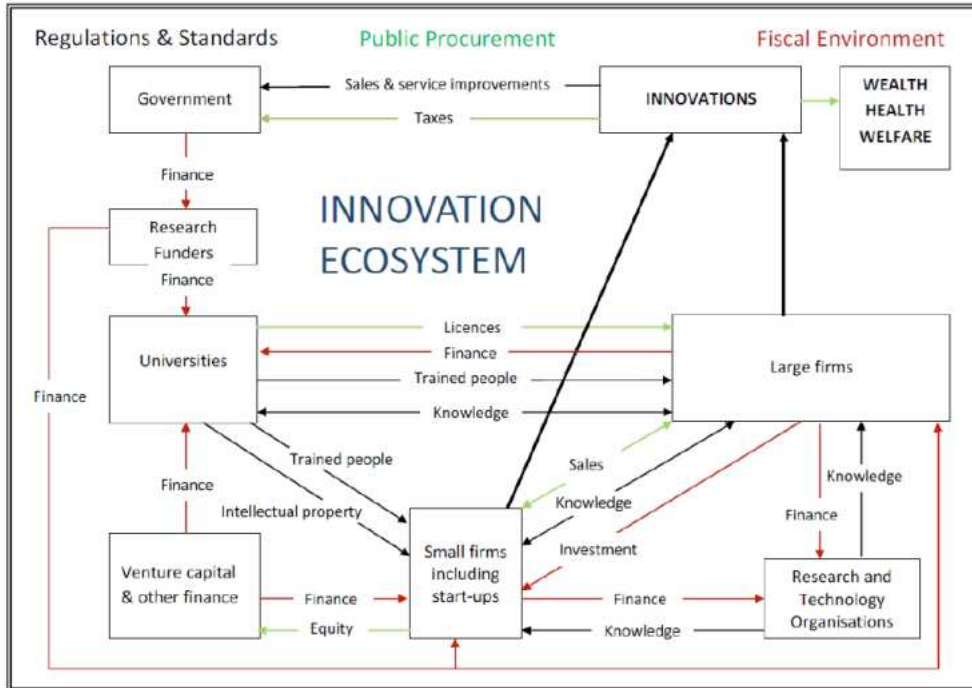 Regulations & Standards
Public Procurement
Fiscal Environment
Government
Sales & service improvements
Taxes
INNOVATIONS
WEALTH
HEALTH
WELFARE
Finance
INNOVATION
ECOSYSTEM
Research
Funders
Finance
Universities
Licences
Finance
Trained people
Knowledge
Large firms
Finance
Trained people
Intellectual property
Finance
Sales
Knowledge
Investment
Knowledge
Finance
Venture capital
& other finance
Finance
Equity
Small firms
including
start-ups
Finance
Knowledge
Research and
Technology
Organisations